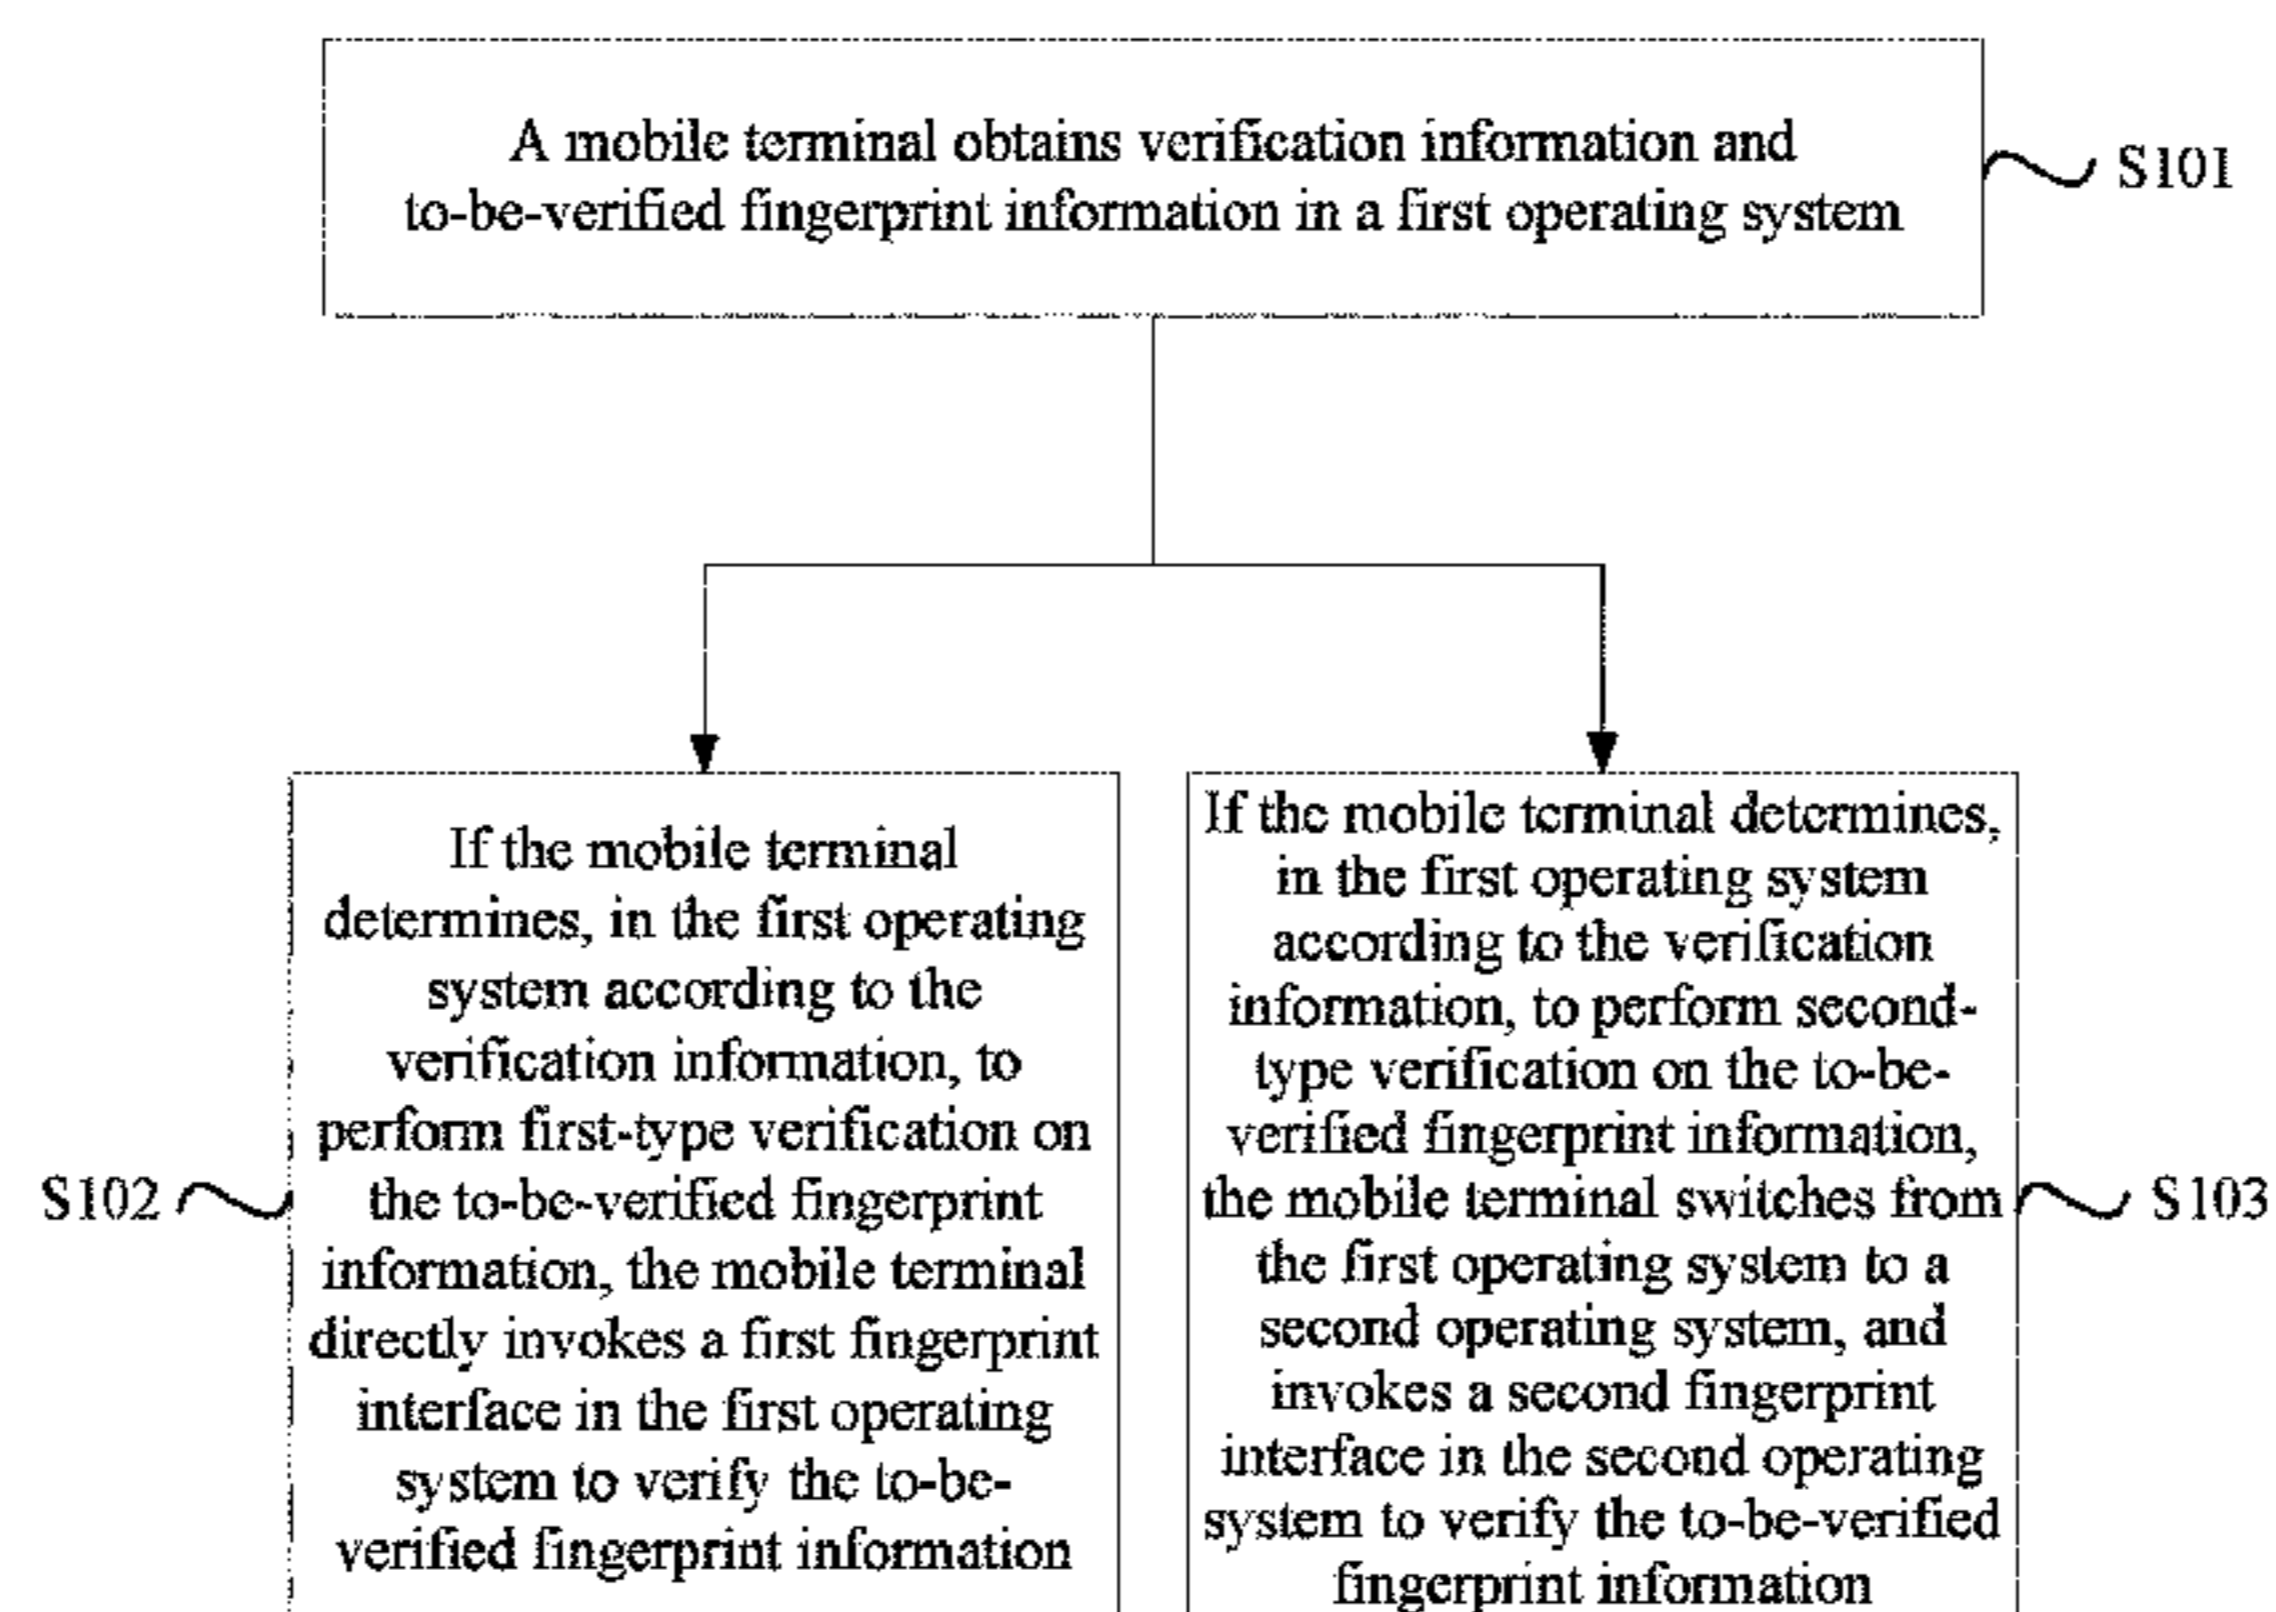 A mobile terminal obtains verification information and
to-be-verified fingerprint information in a first operating system
S101
If the mobile terminal
determines, in the first operating
system according to the
verification information, to
perform first-type verification on
the to-be-verified fingerprint
information, the mobile terminal
directly invokes a first fingerprint
interface in the first operating
system to verify the to-be-
verified fingerprint information
S102
If the mobile terminal determines,
in the first operating system
according to the verification
information, to perform second-
type verification on the to-be-
verified fingerprint information,
the mobile terminal switches from
the first operating system to a
second operating system, and
invokes a second fingerprint
interface in the second operating
system to verify the to-be-verified
fingerprint information
S103